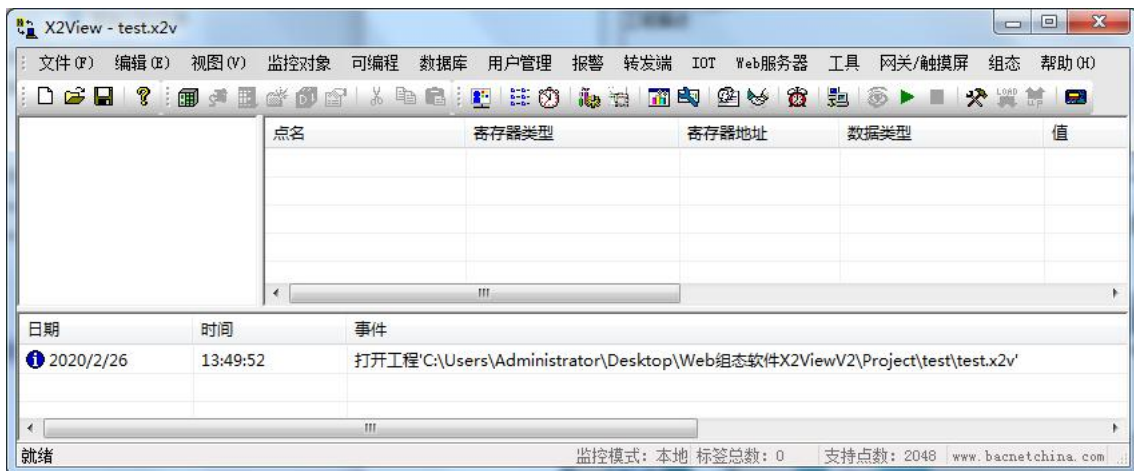 X2View - test.x2v
文件(F) 编辑(E) 视图(V) 监控对象 可编程 数据库 用户管理 报警 转发端 IOT Web服务器 工具 网关/触摸屏 组态 帮助(H)
点名 寄存器类型 寄存器地址 数据类型 值
日期 时间 事件
2020/2/26 13:49:52 打开工程'C:\Users\Administrator\Desktop\Web组态软件X2ViewV2\Project\test\test.x2v'
就绪 监控模式: 本地 标签总数: 0 支持点数: 2048 www.bacnetchina.com